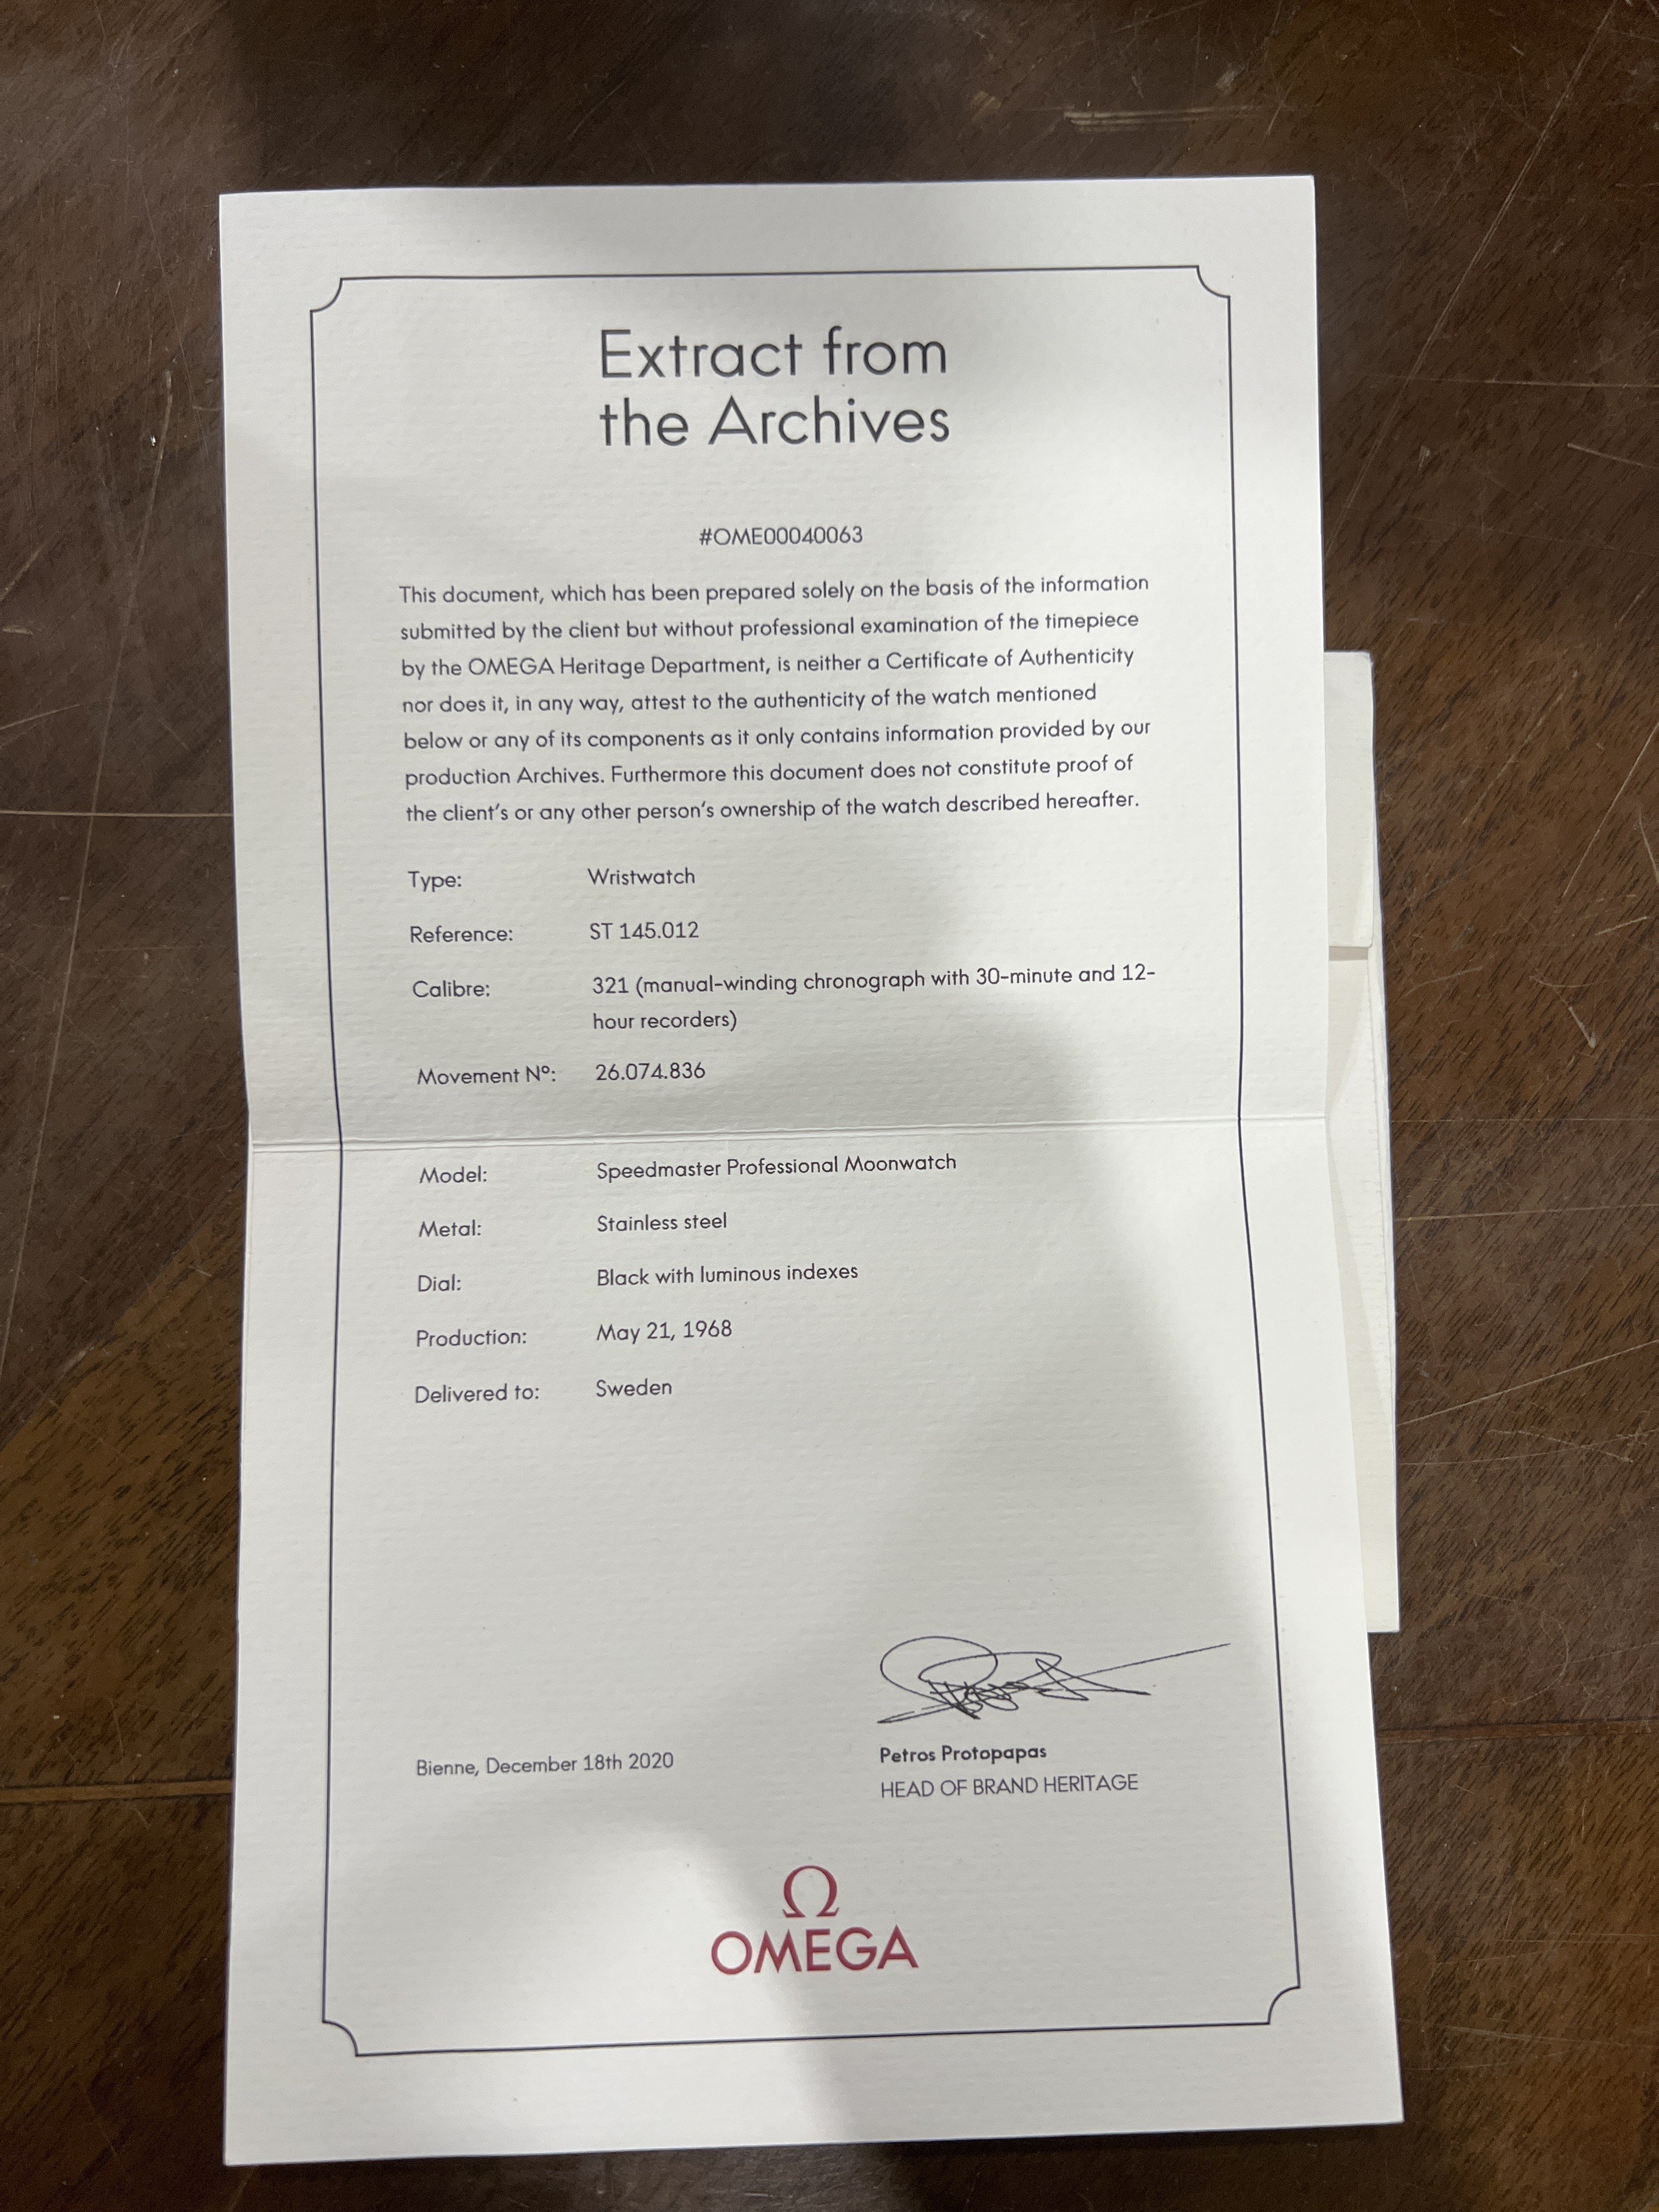 Extract from
the Archives
#OME00040063
This document, which has been prepared solely on the basis of the information
submitted by the client but without professional examination of the timepiece
by the OMEGA Heritage Department, is neither a Certificate of Authenticity
nor does it, in any way, attest to the authenticity of the watch mentioned
below or any of its components as it only contains information provided by our
production Archives. Furthermore this document does not constitute proof of
the client's or any other person's ownership of the watch described hereafter.
Type: Wristwatch
Reference: ST 145.012
Calibre: 321 (manual-winding chronograph with 30-minute and 12-
hour recorders)
Movement Nº: 26.074.836
Model: Speedmaster Professional Moonwatch
Metal: Stainless steel
Dial: Black with luminous indexes
Production: May 21, 1968
Delivered to: Sweden
Bienne, December 18th 2020
Petros Protopapas
HEAD OF BRAND HERITAGE
Ω
OMEGA